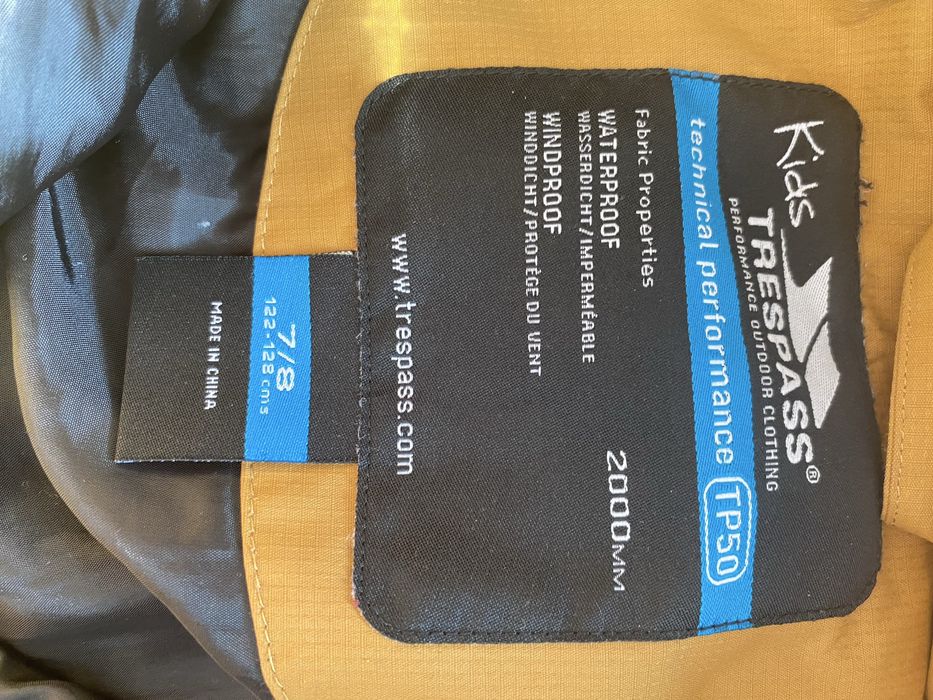 Kids
TRESPASS®
PERFORMANCE OUTDOOR CLOTHING
technical performance TP50
Fabric Properties
WATERPROOF 2000MM
WASSERDICHT/IMPERMÉABLE
WINDPROOF
WINDDICHT/PROTÈGE DU VENT
www.trespass.com
7/8
122-128 cms
MADE IN CHINA